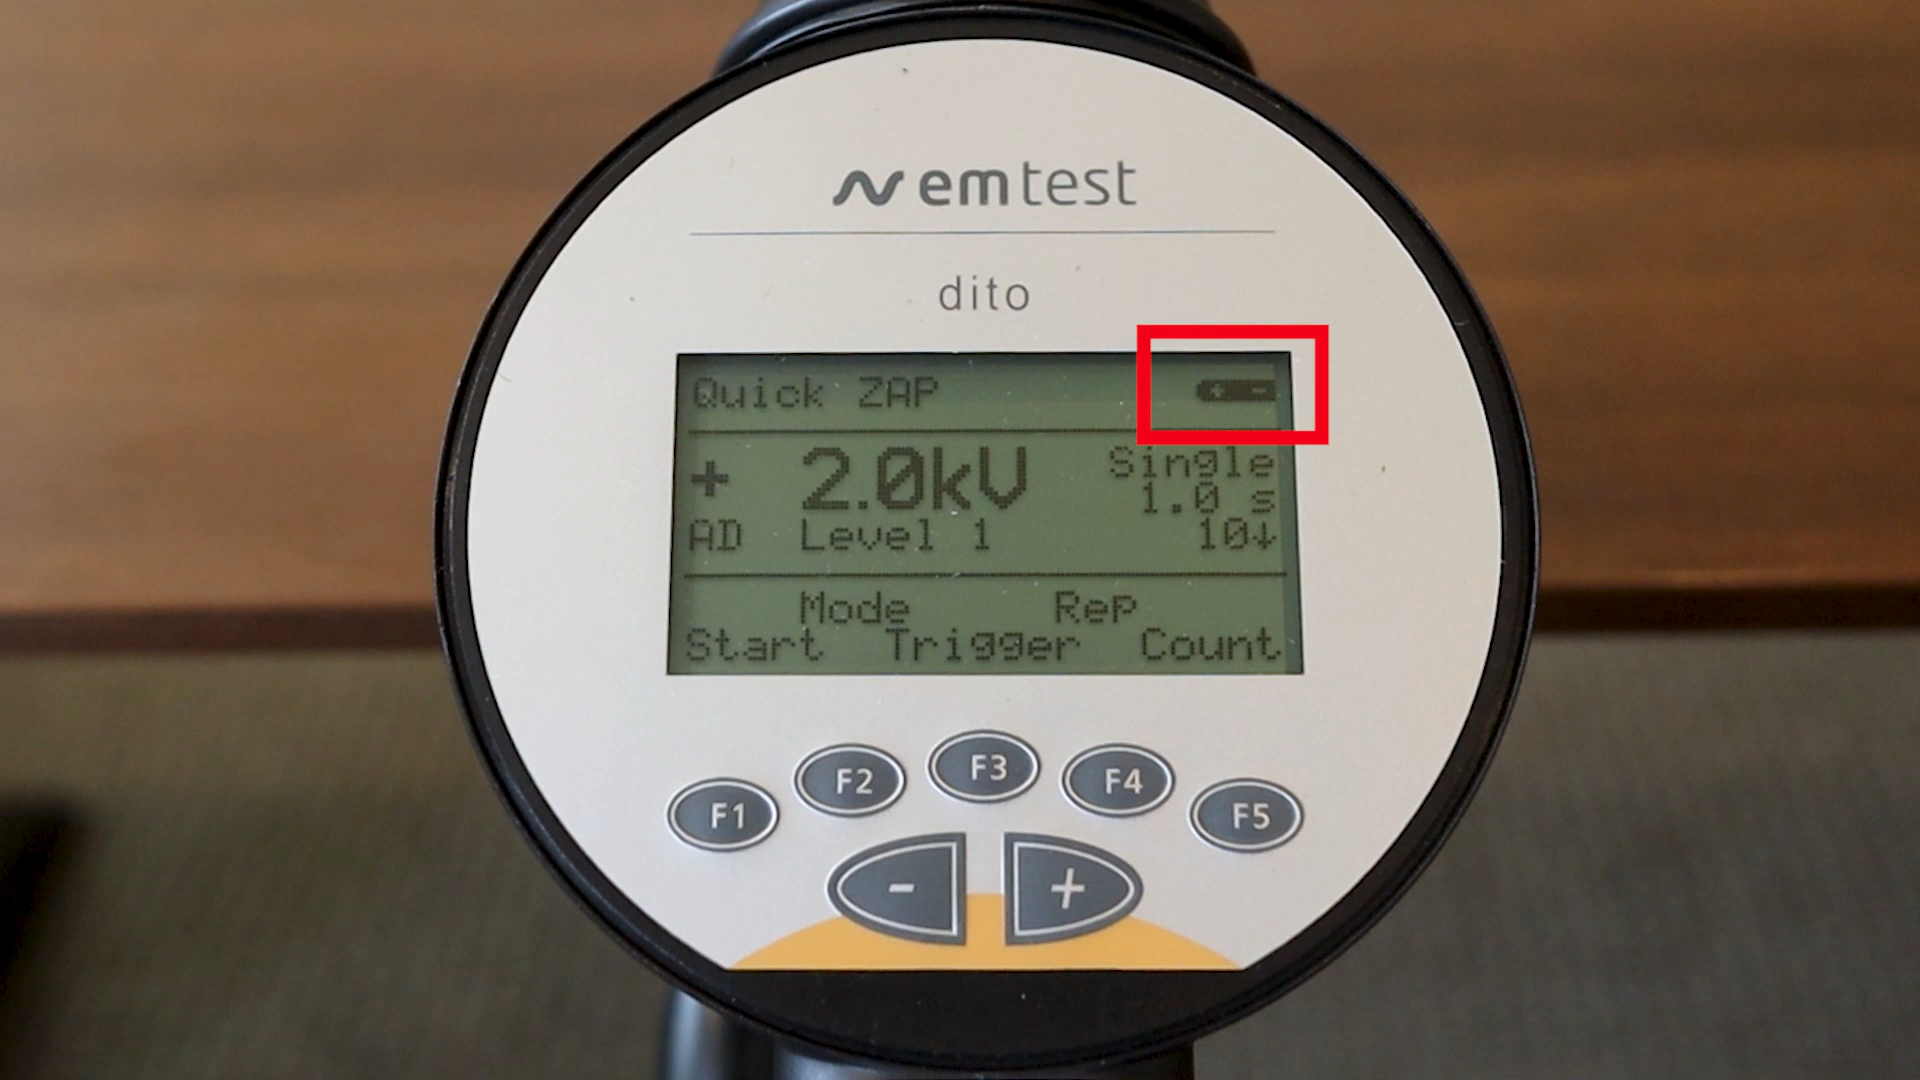 emtest
dito
Quick ZAP + -
+ 2.0kV Single
1.0 s
AD Level 1 10↓
Mode Rep
Start Trigger Count
F1 F2 F3 F4 F5
- +